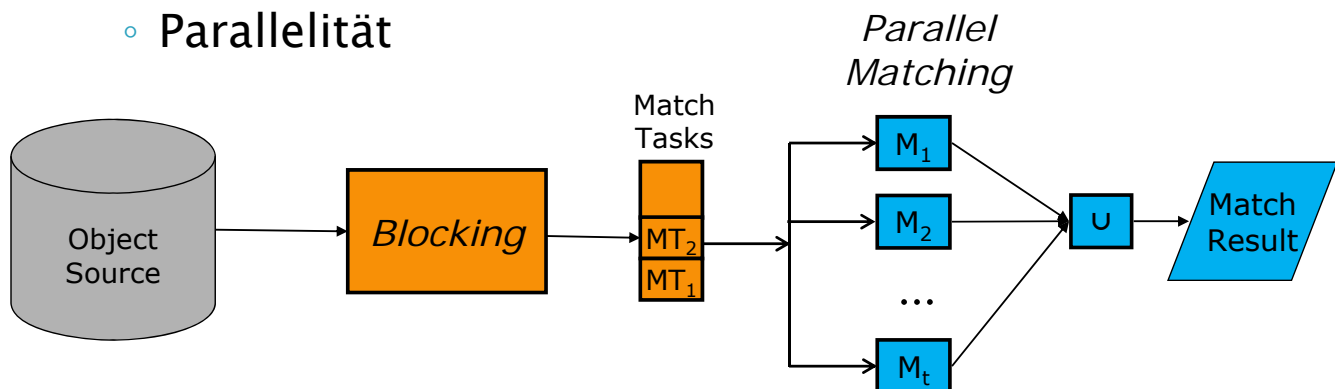 ◦ Parallelität
Parallel
Matching
Match
Tasks
Object
Source
Blocking
MT₂
MT₁
M₁
M₂
...
Mₜ
∪
Match
Result